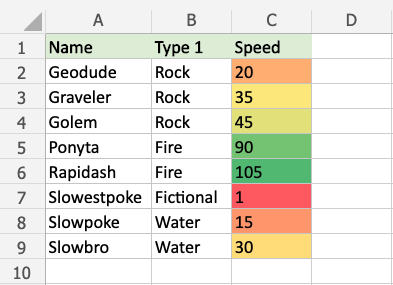 A B C D
1 Name Type 1 Speed
2 Geodude Rock 20
3 Graveler Rock 35
4 Golem Rock 45
5 Ponyta Fire 90
6 Rapidash Fire 105
7 Slowestpoke Fictional 1
8 Slowpoke Water 15
9 Slowbro Water 30
10